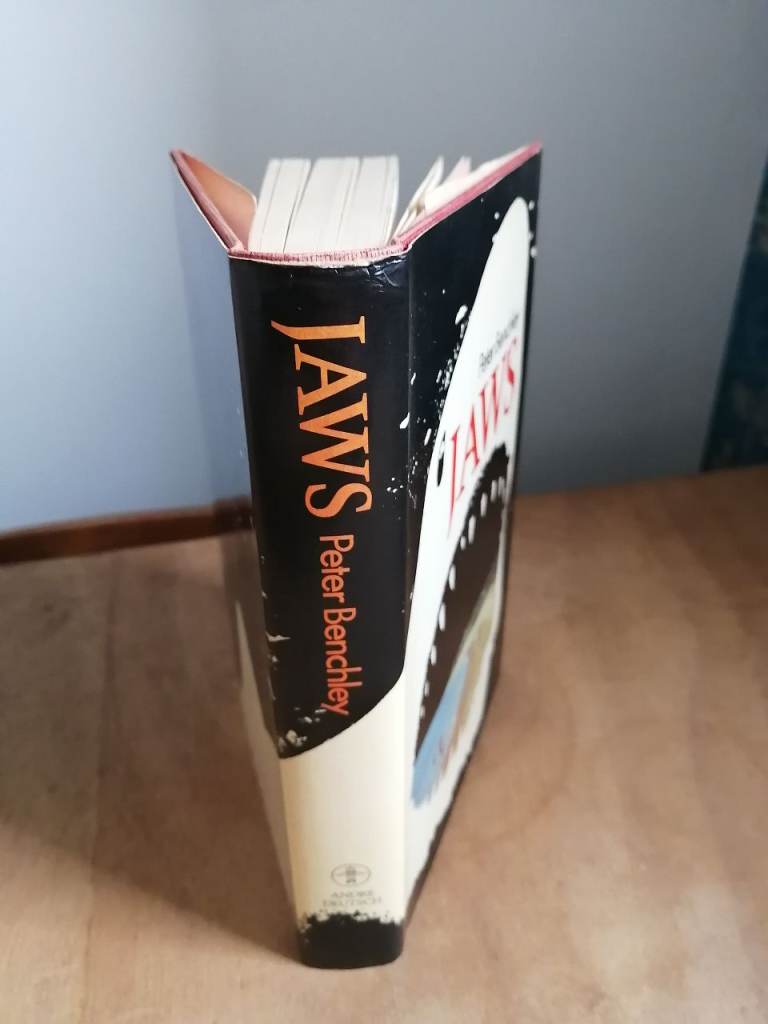 JAWS Peter Benchley
ANDRE
DEUTSCH
Peter Benchley
JAWS